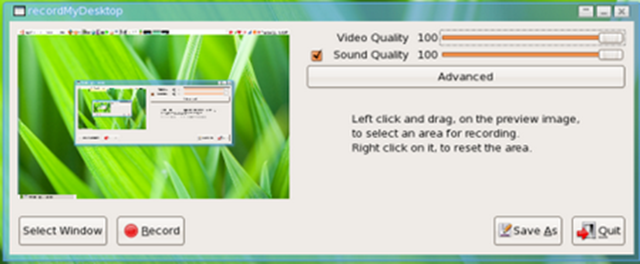 recordMyDesktop
Video Quality 100
Sound Quality 100
Advanced
Left click and drag, on the preview image,
to select an area for recording.
Right click on it, to reset the area.
Select Window
Record
Save As
Quit